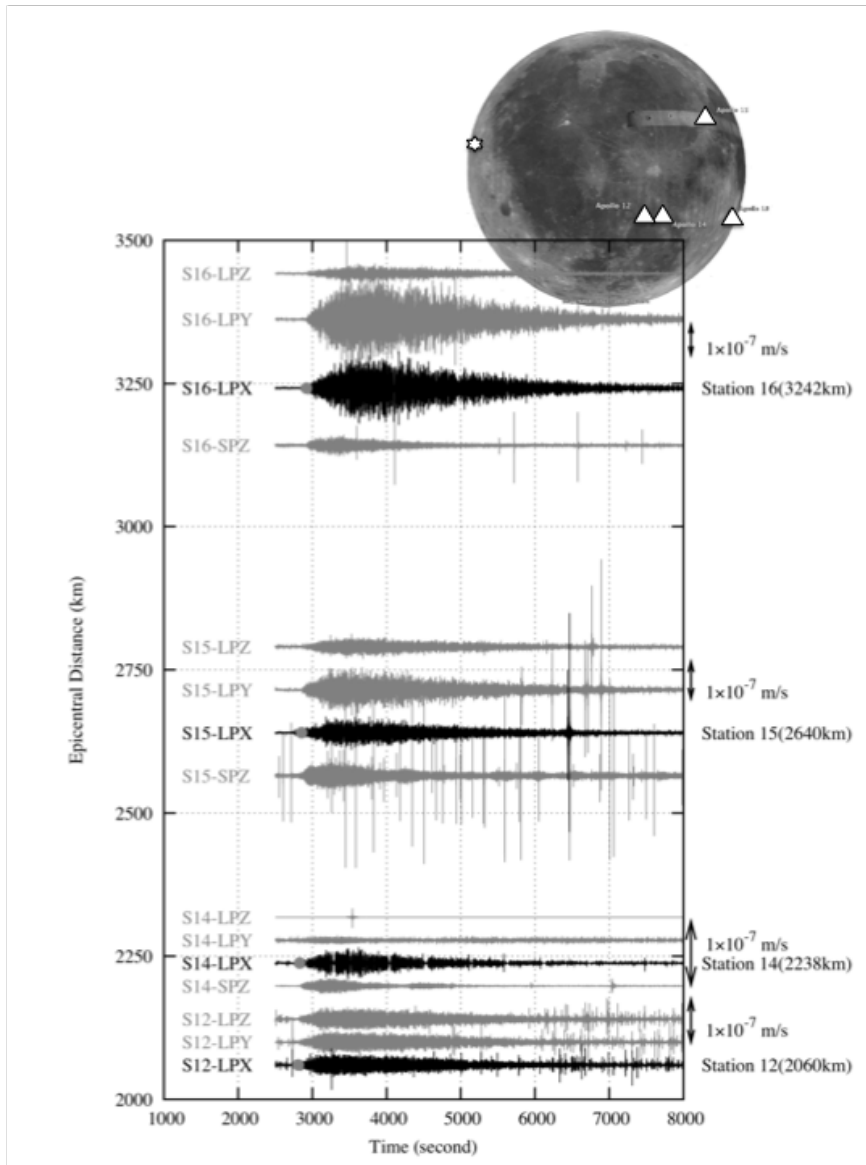 Apollo 15
Apollo 12
Apollo 14
3500
S16-LPZ
S16-LPY
1×10⁻⁷ m/s
3250
S16-LPX
Station 16(3242km)
S16-SPZ
3000
Epicentral Distance (km)
S15-LPZ
2750
1×10⁻⁷ m/s
S15-LPY
S15-LPX
Station 15(2640km)
S15-SPZ
2500
S14-LPZ
S14-LPY
1×10⁻⁷ m/s
2250
S14-LPX
Station 14(2238km)
S14-SPZ
S12-LPZ
1×10⁻⁷ m/s
S12-LPY
S12-LPX
Station 12(2060km)
2000
1000 2000 3000 4000 5000 6000 7000 8000
Time (second)